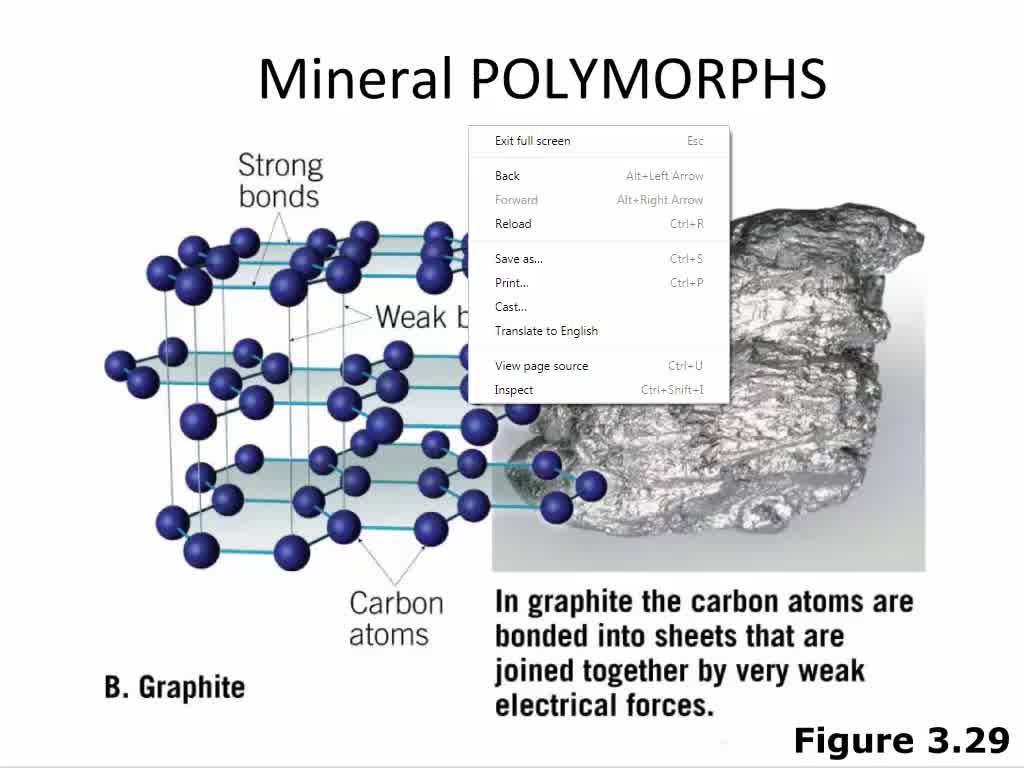 Mineral POLYMORPHS
Strong
bonds
Weak b
Exit full screen Esc
Back Alt+Left Arrow
Forward Alt+Right Arrow
Reload Ctrl+R
Save as... Ctrl+S
Print... Ctrl+P
Cast...
Translate to English
View page source Ctrl+U
Inspect Ctrl+Shift+I
Carbon
atoms
B. Graphite
In graphite the carbon atoms are
bonded into sheets that are
joined together by very weak
electrical forces.
Figure 3.29